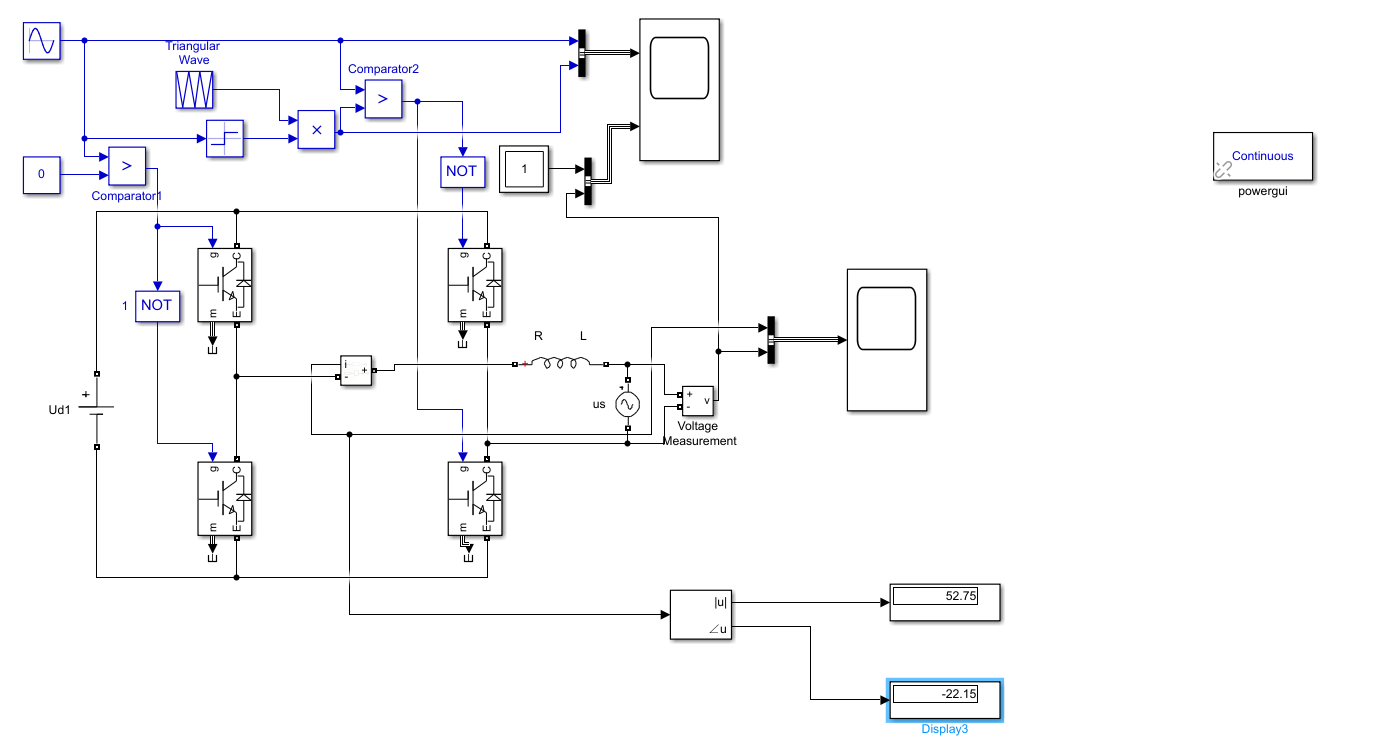 Triangular
Wave
Comparator2
>
×
NOT
1
Continuous
powergui
0
>
Comparator1
g
C
m
E
g
C
m
E
1
NOT
R
L
i
+
-
+
Ud1
+
us
+
-
v
Voltage
Measurement
g
C
m
E
g
C
m
E
|u|
∠u
52.75
-22.15
Display3